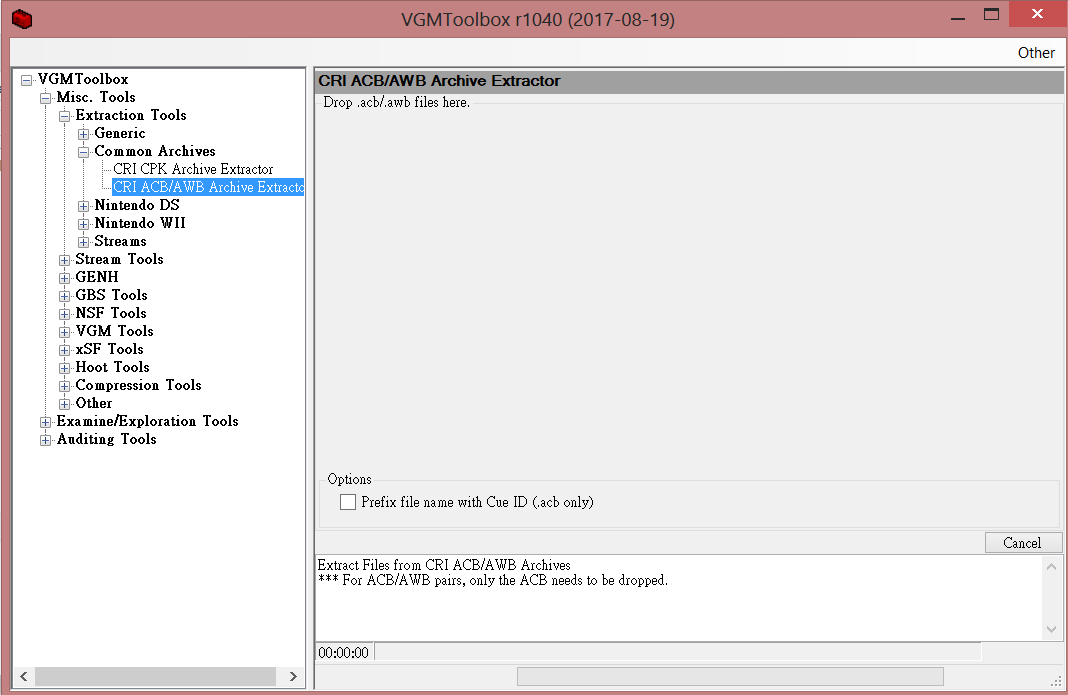 VGMToolbox r1040 (2017-08-19)
Other
VGMToolbox
Misc. Tools
Extraction Tools
Generic
Common Archives
CRI CPK Archive Extractor
CRI ACB/AWB Archive Extracto
Nintendo DS
Nintendo WII
Streams
Stream Tools
GENH
GBS Tools
NSF Tools
VGM Tools
xSF Tools
Hoot Tools
Compression Tools
Other
Examine/Exploration Tools
Auditing Tools
CRI ACB/AWB Archive Extractor
Drop .acb/.awb files here.
Options
Prefix file name with Cue ID (.acb only)
Cancel
Extract Files from CRI ACB/AWB Archives
*** For ACB/AWB pairs, only the ACB needs to be dropped.
00:00:00